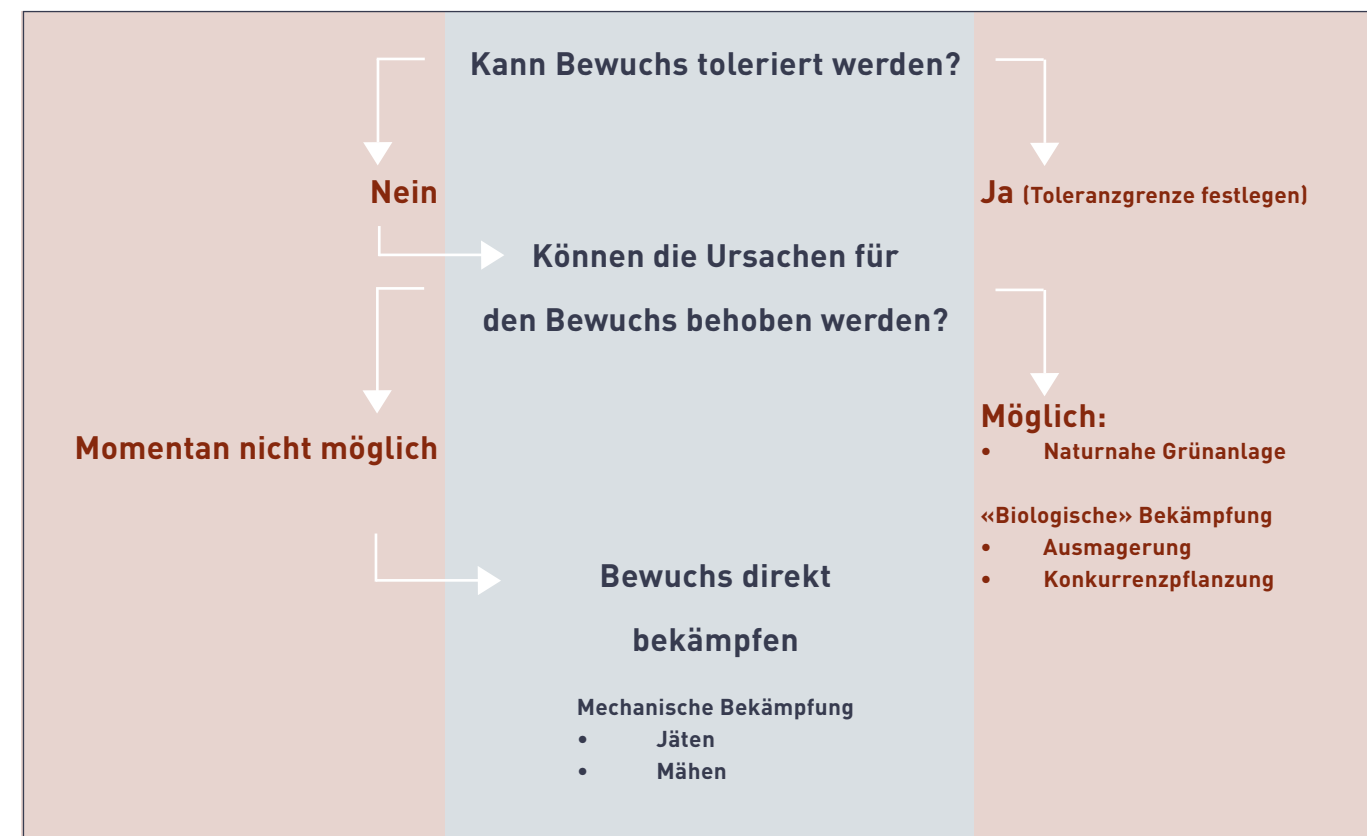 Kann Bewuchs toleriert werden?
Nein
Ja (Toleranzgrenze festlegen)
Können die Ursachen für
den Bewuchs behoben werden?
Momentan nicht möglich
Möglich:
• Naturnahe Grünanlage
«Biologische» Bekämpfung
• Ausmagerung
• Konkurrenzpflanzung
Bewuchs direkt
bekämpfen
Mechanische Bekämpfung
• Jäten
• Mähen